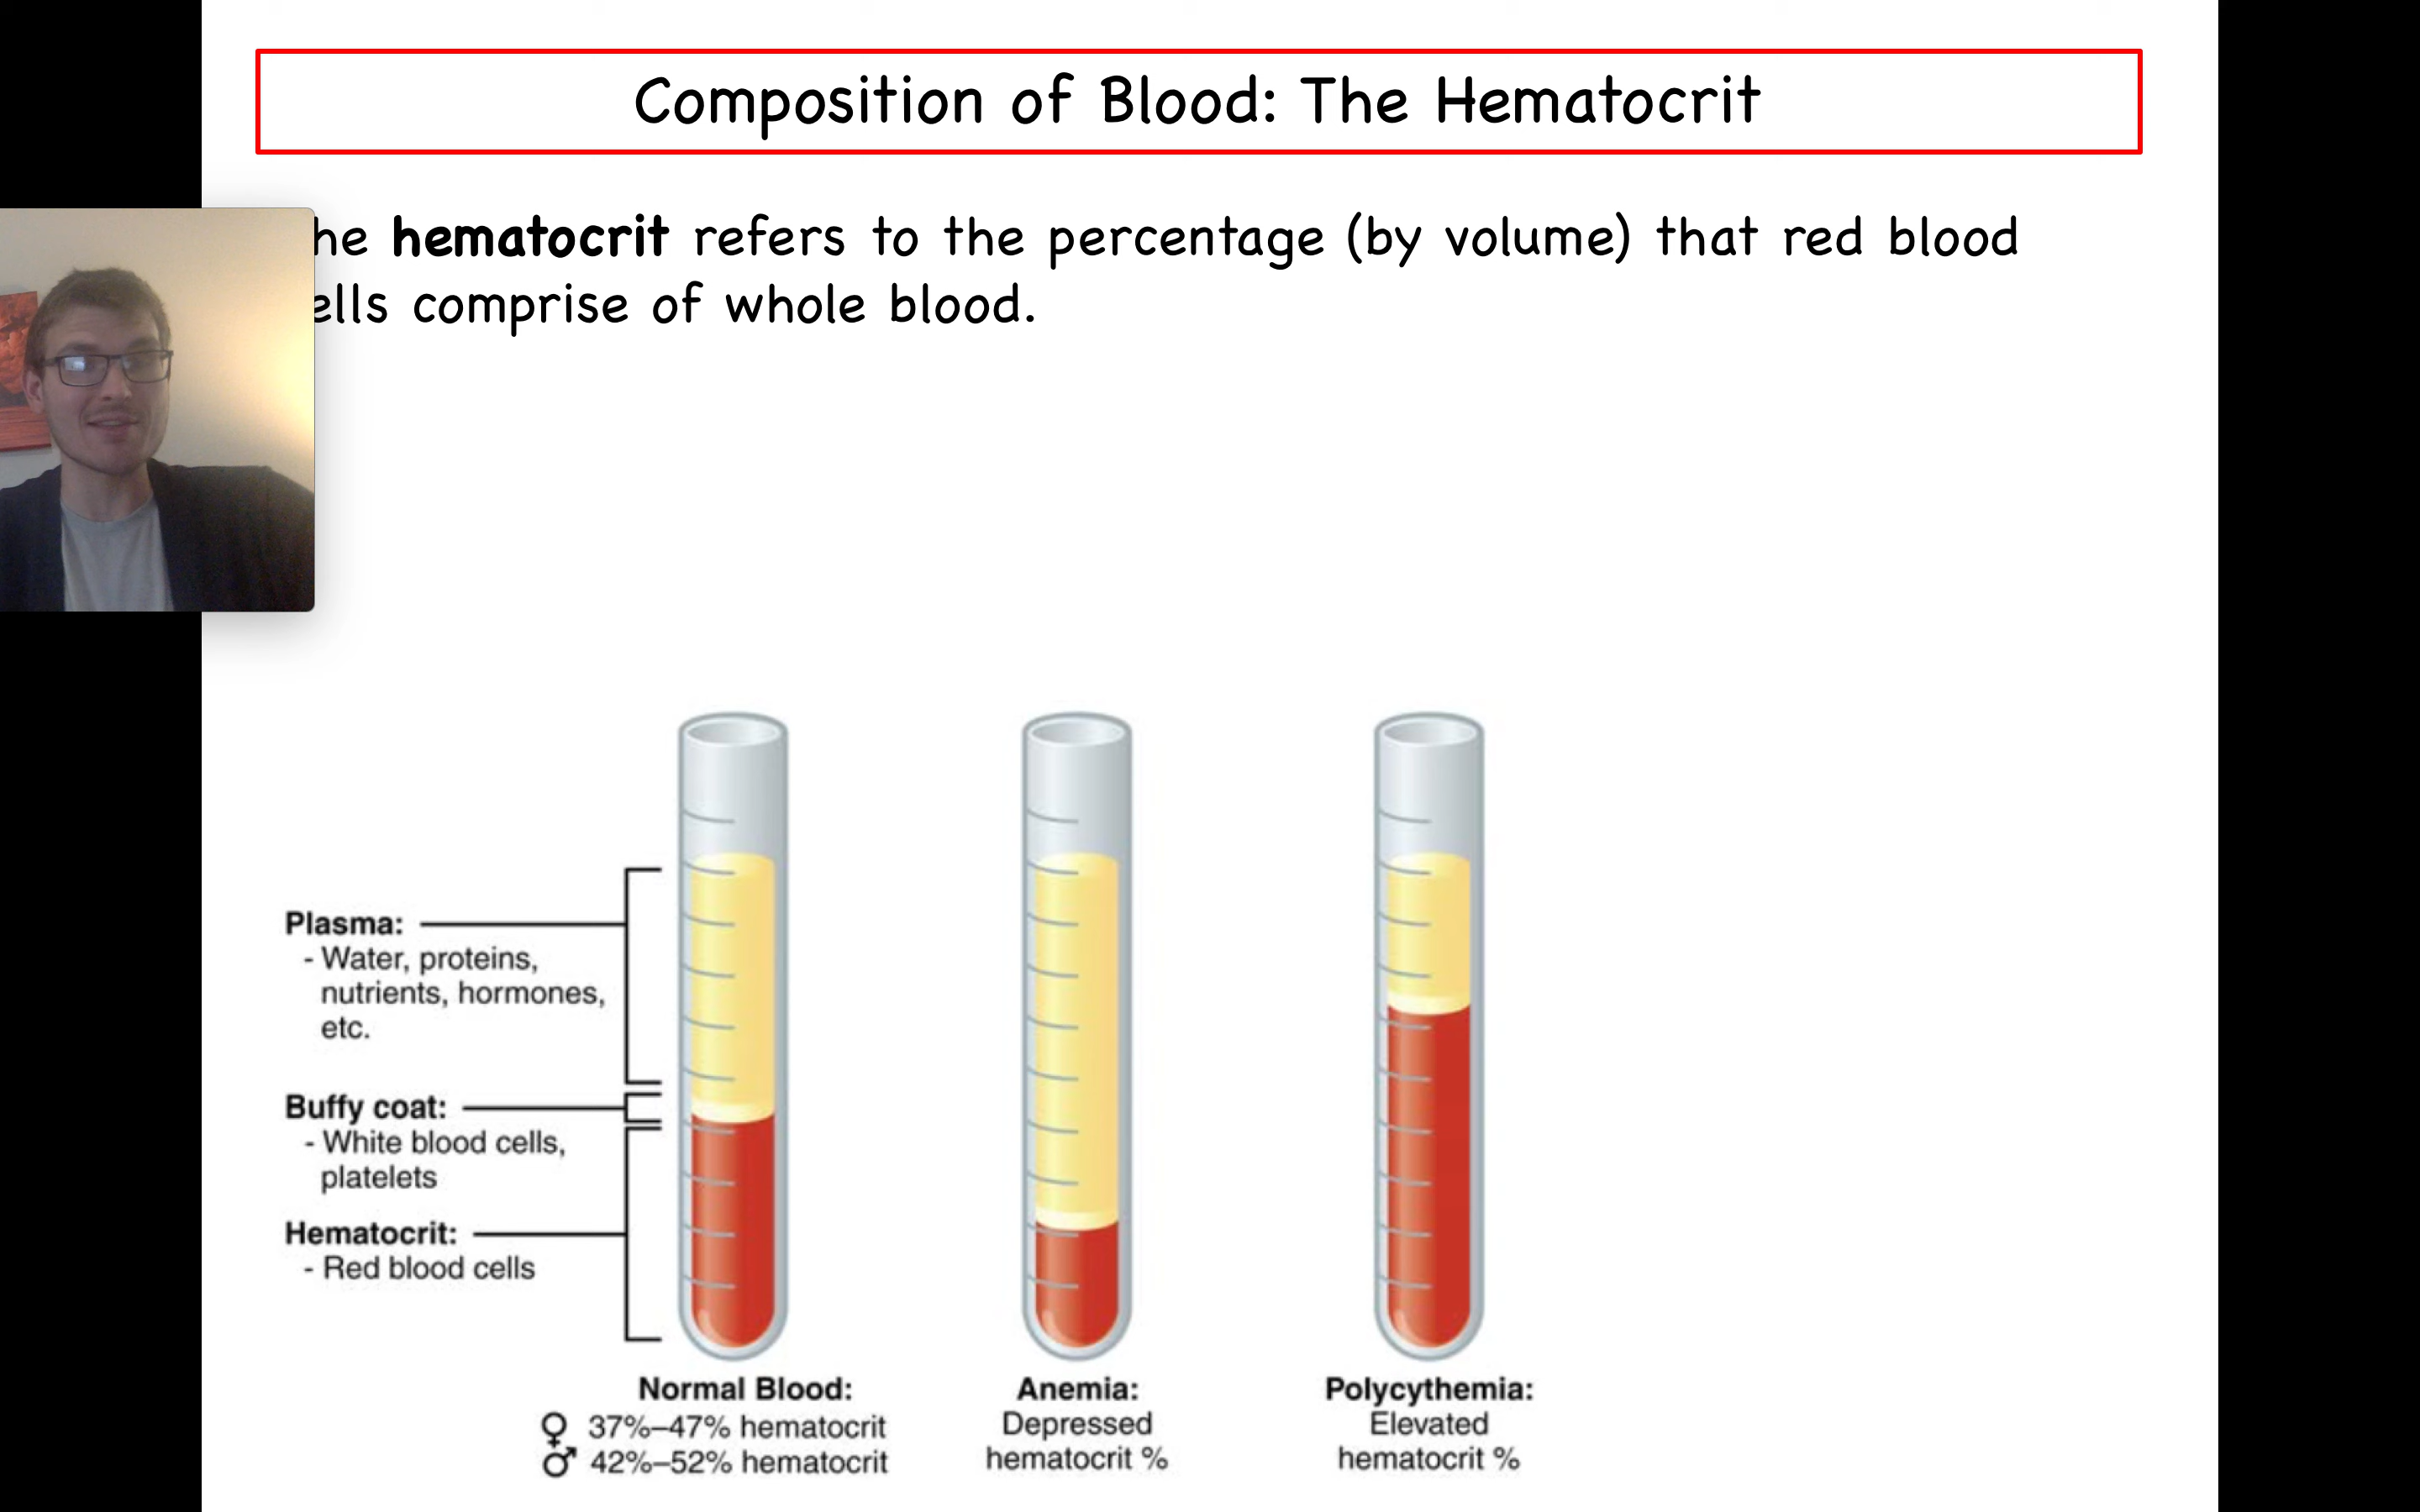 Composition of Blood: The Hematocrit
he hematocrit refers to the percentage (by volume) that red blood
ells comprise of whole blood.
Plasma:
- Water, proteins,
nutrients, hormones,
etc.
Buffy coat:
- White blood cells,
platelets
Hematocrit:
- Red blood cells
Normal Blood:
♀ 37%–47% hematocrit
♂ 42%–52% hematocrit
Anemia:
Depressed
hematocrit %
Polycythemia:
Elevated
hematocrit %